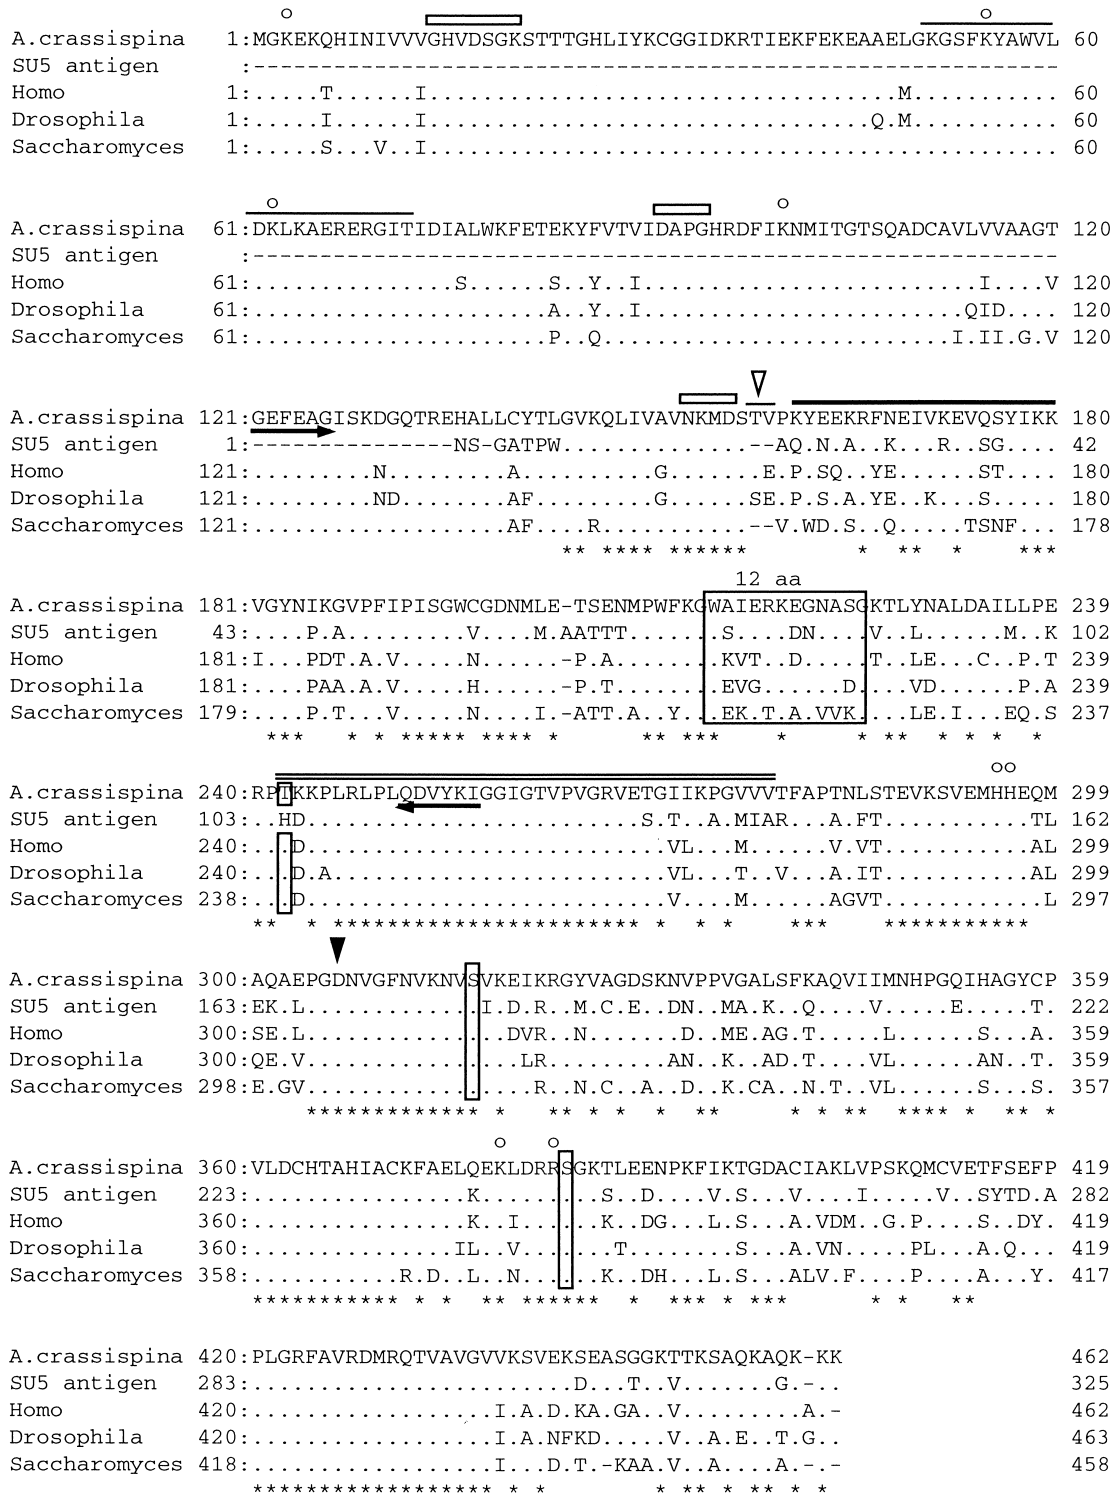 A.crassispina 1:MGKEKQHINIVVVGHVDSGKSTTTGHLIYKCGGIDKRTIEKFEKEAAELGKGSFKYAWVL 60
SU5 antigen :------------------------------------------------------------
Homo 1:.....T......I...................................M........... 60
Drosophila 1:.....I......I.................................Q.M........... 60
Saccharomyces 1:.....S...V..I............................................... 60
A.crassispina 61:DKLKAERERGITIDIALWKFETEKYFVTVIDAPGHRDFIKNMITGTSQADCAVLVVAAGT 120
SU5 antigen :------------------------------------------------------------
Homo 61:...............S......S..Y..I.........................I....V 120
Drosophila 61:......................A..Y..I........................QID.... 120
Saccharomyces 61:......................P..Q..........................I.II.G.V 120
A.crassispina 121:GEFEAGISKDGQTREHALLCYTLGVKQLIVAVNKMDSTVPKYEEKRFNEIVKEVQSYIKK 180
SU5 antigen 1:---------------HNS-GATPW..............--AQ.N.A..K...R..SG... 42
Homo 121:.........N.........A..........G.......E.P.SQ..YE......ST.... 180
Drosophila 121:.........ND........AF.........G......SE.P.S.A.YE..K...S..... 180
Saccharomyces 121:...................AF....R...........--V.WD.S..Q.....TSNF... 178
** **** ****** * ** * ***
12 aa
A.crassispina 181:VGYNIKGVPFIPISGWCGDNMLE-TSENMPWFKGWAIERKEGNASGKTLYNALDAILLPE 239
SU5 antigen 43:....P.A.........V....M.AATTT.......S....DN....V..L......M..K 102
Homo 181:I...PDT.A.V.....N......-P.A........KVT..D.....T...LE...C..P.T 239
Drosophila 181:....PAA.A.V.....H......-P.T........EVG......D....VD......P.A 239
Saccharomyces 179:....P.T...V.....N....I.-ATT.A..Y...EK.T.A.VVK....LE.I...EQ.S 237
*** * * ***** **** * ** *** * * ** * * * *
A.crassispina 240:RPTKKPLRLPLQDVYKIGGIGTVPVGRVETGIIKPGVVVTFAPTNLSTEVKSVEMHHEQM 299
SU5 antigen 103:..HD.........................S.T..A.MIAR...A.FT...........TL 162
Homo 240:...D...........................VL...M......V.VT...........AL 299
Drosophila 240:...D.A.........................VL...T..V...A.IT...........AL 299
Saccharomyces 238:...D...........................V....M......AGVT............L 297
** * ************************* * * * *** ***********
A.crassispina 300:AQAEPGDNVGFNVKNVSVKEIKRGYVAGDSKNVPPVGALSFKAQVIIMNHPGQIHAGYCP 359
SU5 antigen 163:EK.L.............I.D.R..M.C.E..DN..MA.K..Q....V.....E.....T. 222
Homo 300:SE.L...............DVR..N.......D..ME.AG.T.....L......S...A. 359
Drosophila 300:QE.V................LR.........AN..K..AD.T....VL......AN..T. 359
Saccharomyces 298:E.GV.................R..N.C..A..D..K.CA..N.T..VL......S...S. 357
************* * ** * * * ** * * ** **** * * *
A.crassispina 360:VLDCHTAHIACKFAELQEKLDRRSGKTLEENPKFIKTGDACIAKLVPSKQMCVETFSEFP 419
SU5 antigen 223:................K.........S..D....V.S...V....I.....V..SYTD.A 282
Homo 360:................K..I......K..DG...L.S...A.VDM..G.P....S..DY. 419
Drosophila 360:...............IL..V.......T........S...A.VN.....PL...A.Q... 419
Saccharomyces 358:...........R.D..L..N......K..DH...L.S...ALV.F....P....A...Y. 417
*********** * * ** ****** * *** * *** * * **
A.crassispina 420:PLGRFAVRDMRQTVAVGVVKSVEKSEASGGKTTKSAQKAQK-KK 462
SU5 antigen 283:........................D...T..V.......G.-.. 325
Homo 420:..................I.A.D.KA.GA..V.........A.- 462
Drosophila 420:..................I.A.NFKD.....V..A.E..T.G.. 463
Saccharomyces 418:..................I...D.T.-KAA.V..A....A..-.- 458
****************** * * * ** ** * *